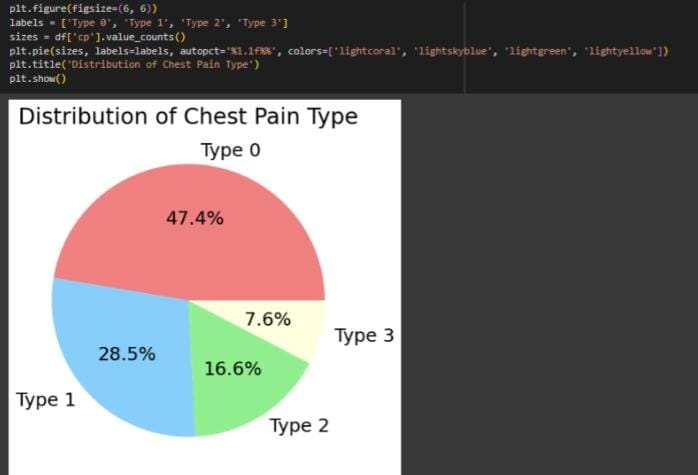 plt.figure(figsize=(6, 6))
labels = ['Type 0', 'Type 1', 'Type 2', 'Type 3']
sizes = df['cp'].value_counts()
plt.pie(sizes, labels=labels, autopct='%1.1f%%', colors=['lightcoral', 'lightskyblue', 'lightgreen', 'lightyellow'])
plt.title('Distribution of Chest Pain Type')
plt.show()
Distribution of Chest Pain Type
Type 0
47.4%
7.6%
Type 3
28.5%
16.6%
Type 1
Type 2